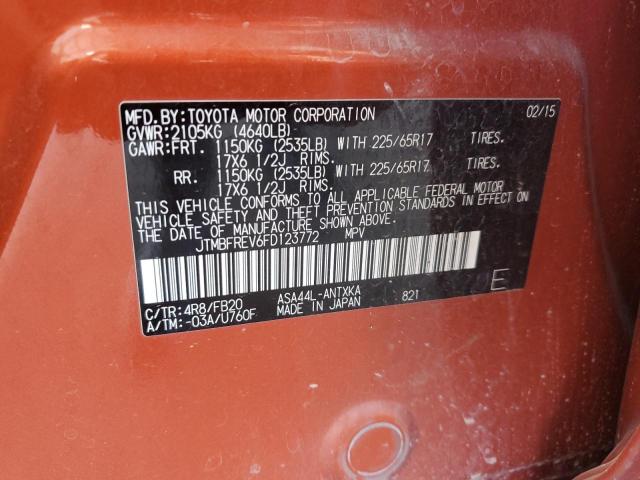 MFD.BY:TOYOTA MOTOR CORPORATION 02/15
GVWR:2105KG (4640LB)
GAWR:FRT. 1150KG (2535LB) WITH 225/65R17 TIRES.
17X6 1/2J RIMS.
RR. 1150KG (2535LB) WITH 225/65R17 TIRES.
17X6 1/2J RIMS.
THIS VEHICLE CONFORMS TO ALL APPLICABLE FEDERAL MOTOR
VEHICLE SAFETY AND THEFT PREVENTION STANDARDS IN EFFECT
ON THE DATE OF MANUFACTURE SHOWN ABOVE.
JTMBFREV6FD123772 MPV
C/TR:4R8/FB20 ASA44L-ANTXKA 821 E
A/TM:-03A/U760F MADE IN JAPAN